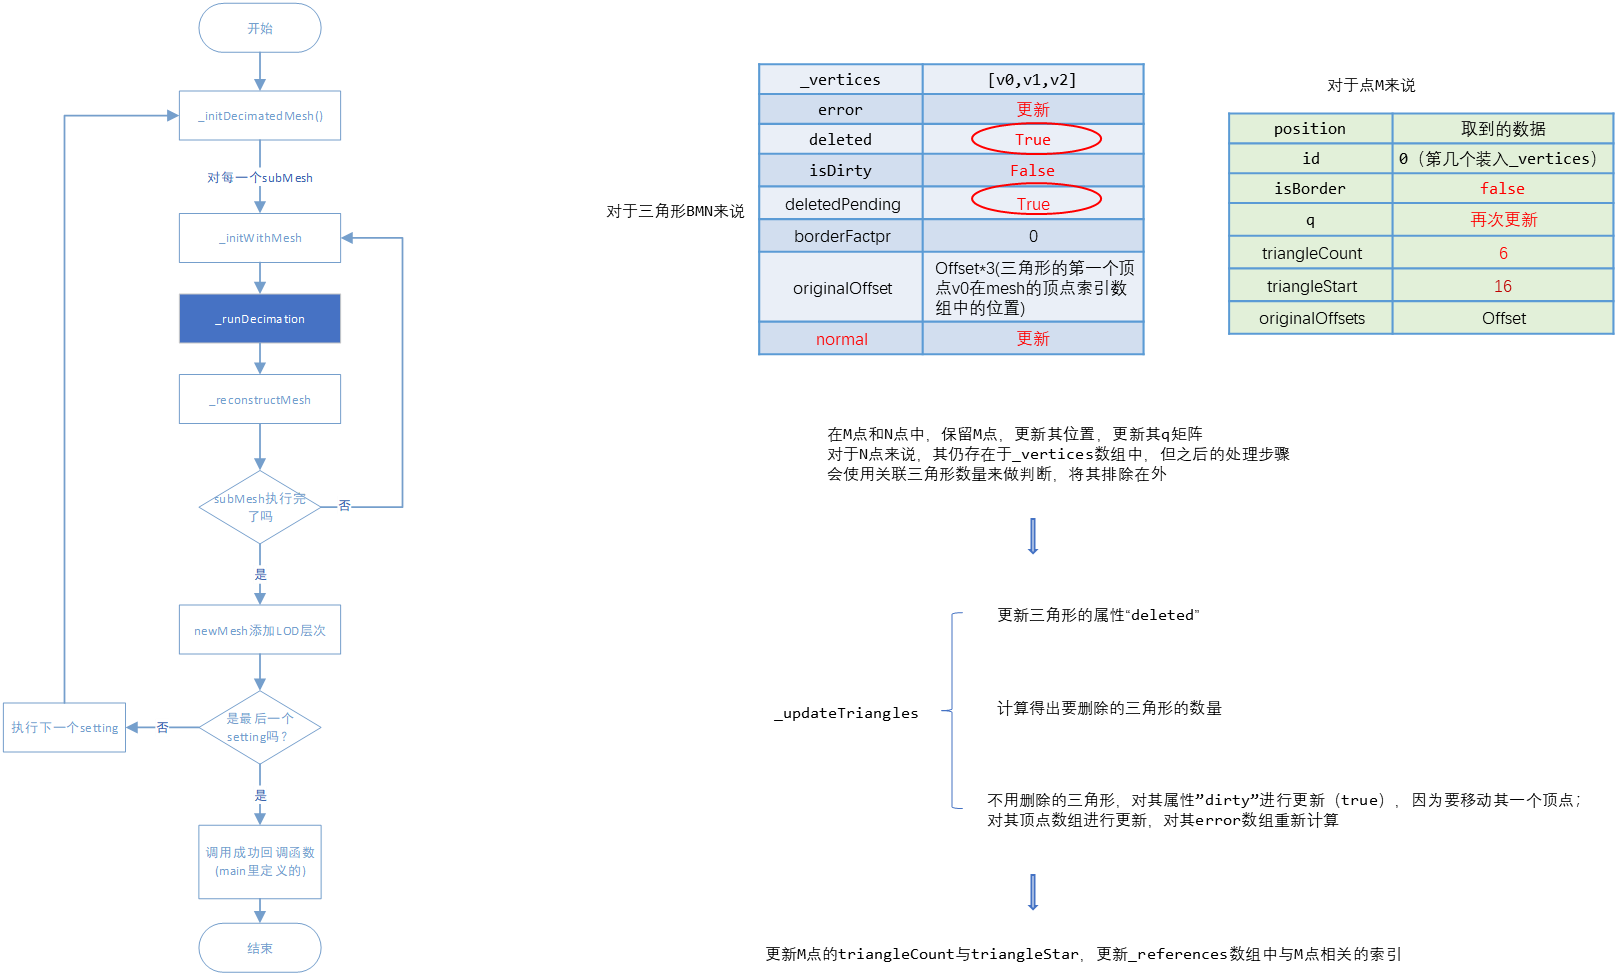 开始
_initDecimatedMesh()
对每一个subMesh
_initWithMesh
_runDecimation
_reconstructMesh
subMesh执行完
了吗
否
是
newMesh添加LOD层次
是最后一个
setting吗？
否
执行下一个setting
是
调用成功回调函数
(main里定义的)
结束
对于三角形BMN来说
_vertices [v0,v1,v2]
error 更新
deleted True
isDirty False
deletedPending True
borderFactpr 0
originalOffset Offset*3(三角形的第一个顶
点v0在mesh的顶点索引数
组中的位置)
normal 更新
对于点M来说
position 取到的数据
id 0（第几个装入_vertices）
isBorder false
q 再次更新
triangleCount 6
triangleStart 16
originalOffsets Offset
在M点和N点中，保留M点，更新其位置，更新其q矩阵
对于N点来说，其仍存在于_vertices数组中，但之后的处理步骤
会使用关联三角形数量来做判断，将其排除在外
_updateTriangles
更新三角形的属性“deleted”
计算得出要删除的三角形的数量
不用删除的三角形，对其属性”dirty”进行更新（true），因为要移动其一个顶点；
对其顶点数组进行更新，对其error数组重新计算
更新M点的triangleCount与triangleStar，更新_references数组中与M点相关的索引